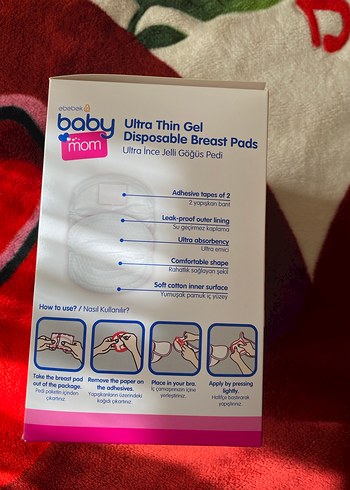 ebebek
baby
mom
Ultra Thin Gel
Disposable Breast Pads
Ultra İnce Jelli Göğüs Pedi
Adhesive tapes of 2
2 yapışkan bant
Leak-proof outer lining
Su geçirmez kaplama
Ultra absorbency
Ultra emici
Comfortable shape
Rahatlık sağlayan şekil
Soft cotton inner surface
Yumuşak pamuk iç yüzey
How to use? / Nasıl Kullanılır?
Take the breast pad
out of the package.
Pedi paketin içinden
çıkartınız.
Remove the paper on
the adhesives.
Yapışkanların üzerindeki
kağıdı çıkartınız.
Place in your bra.
İç çamaşırınızın içine
yerleştiriniz.
Apply by pressing
lightly.
Hafifçe bastırarak
yapıştırınız.